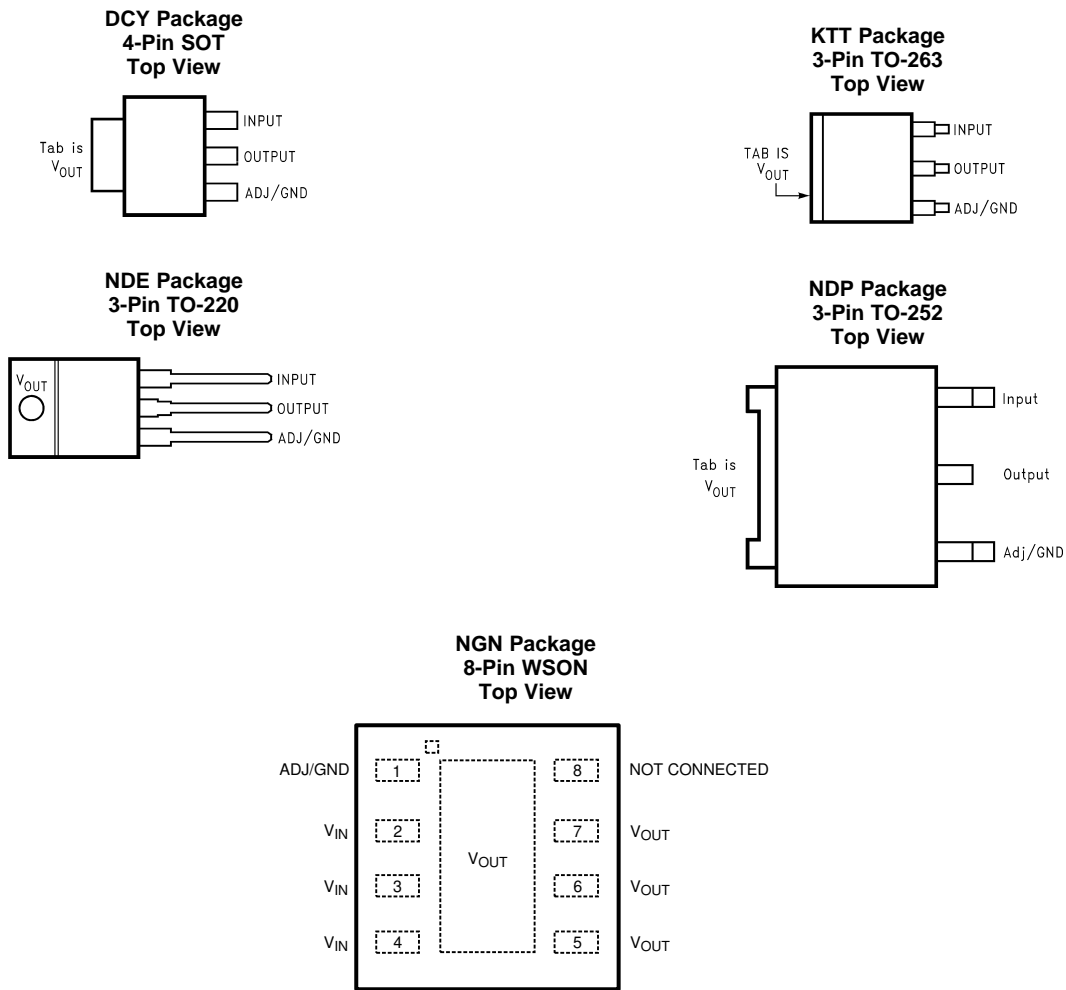 DCY Package
4-Pin SOT
Top View
Tab is
VOUT
INPUT
OUTPUT
ADJ/GND
KTT Package
3-Pin TO-263
Top View
TAB IS
VOUT
INPUT
OUTPUT
ADJ/GND
NDE Package
3-Pin TO-220
Top View
VOUT
INPUT
OUTPUT
ADJ/GND
NDP Package
3-Pin TO-252
Top View
Tab is
VOUT
Input
Output
Adj/GND
NGN Package
8-Pin WSON
Top View
ADJ/GND 1 8 NOT CONNECTED
VIN 2 7 VOUT
VOUT
VIN 3 6 VOUT
VIN 4 5 VOUT